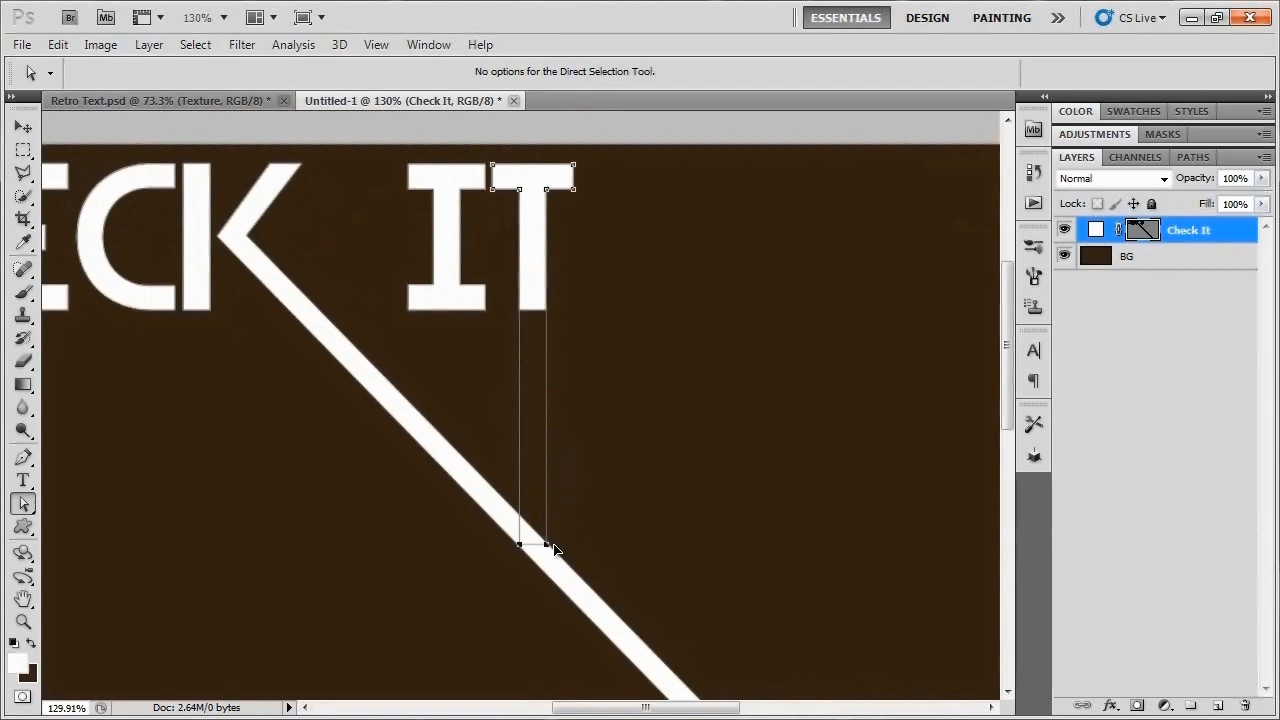 Ps Br Mb 130% ESSENTIALS DESIGN PAINTING CS Live
File Edit Image Layer Select Filter Analysis 3D View Window Help
No options for the Direct Selection Tool.
Retro Text.psd @ 73.3% (Texture, RGB/8) * Untitled-1 @ 130% (Check It, RGB/8) *
COLOR SWATCHES STYLES
ADJUSTMENTS MASKS
LAYERS CHANNELS PATHS
Normal Opacity: 100%
Lock: Fill: 100%
Check It
BG
ECK IT
Mb
A
T
129.91% Doc: 2.64M/0 bytes
fx